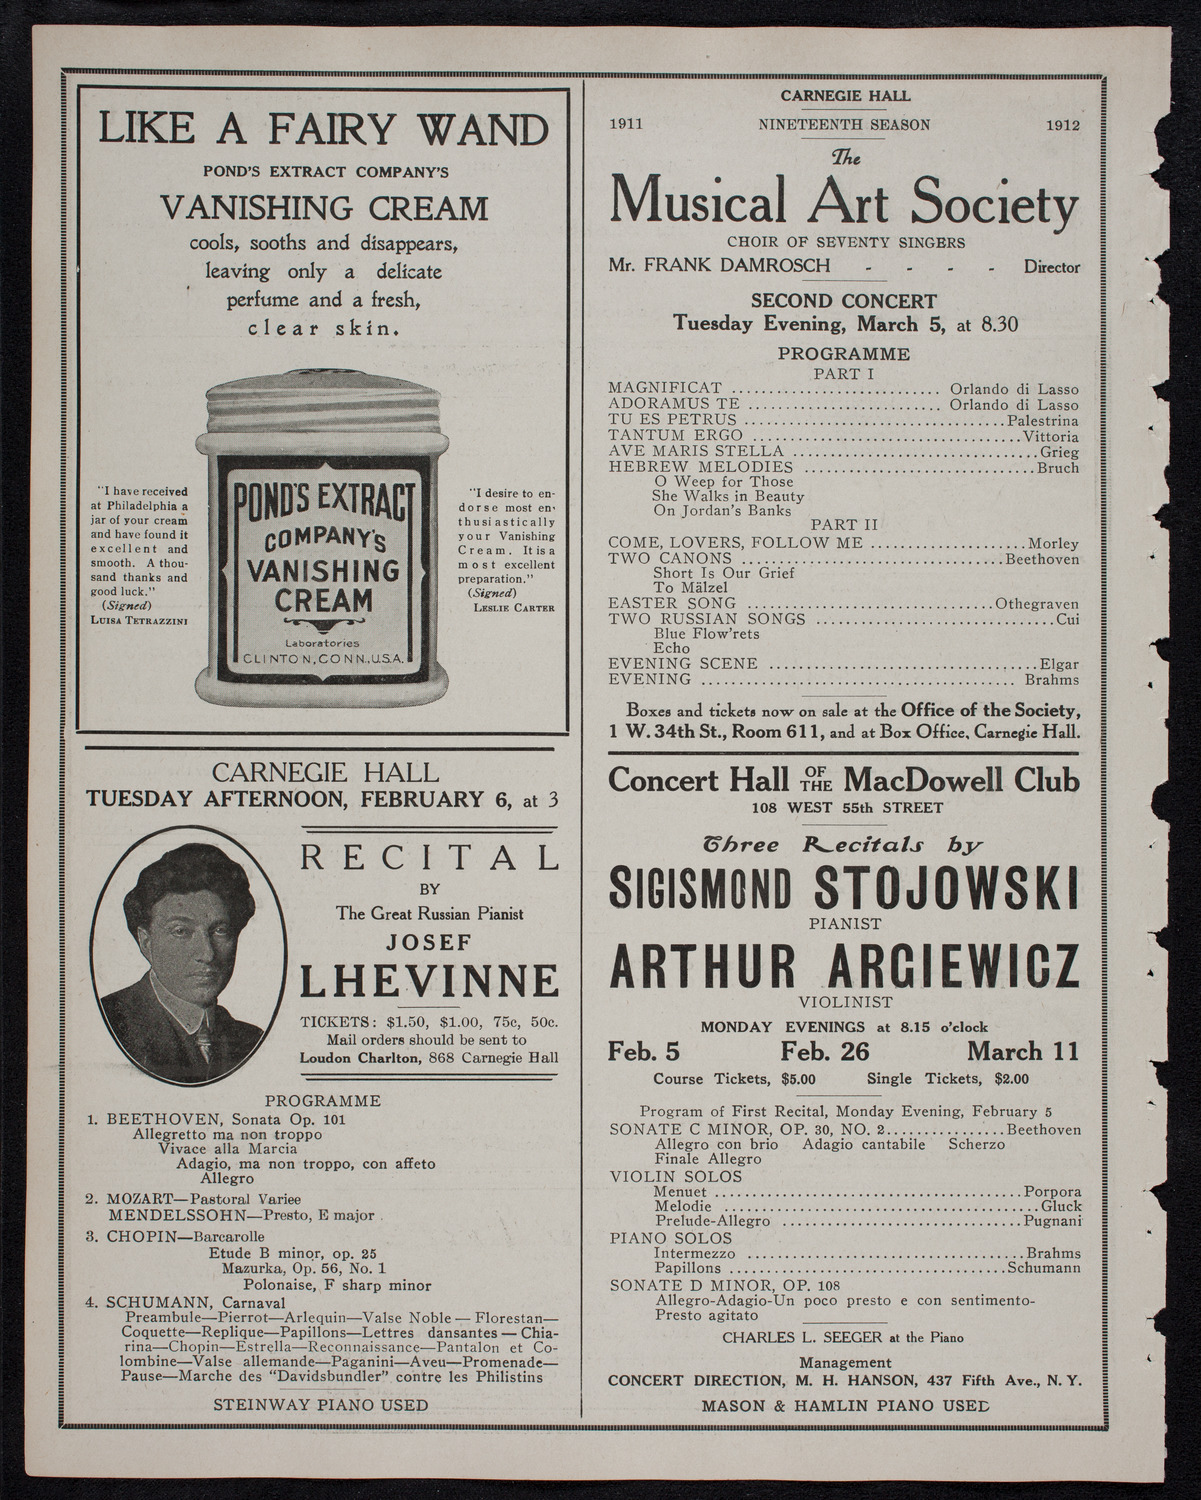 LIKE A FAIRY WAND
POND'S EXTRACT COMPANY'S
VANISHING CREAM
cools, sooths and disappears,
leaving only a delicate
perfume and a fresh,
clear skin.
"I have received
at Philadelphia a
jar of your cream
and have found it
excellent and
smooth. A thou-
sand thanks and
good luck."
(Signed)
LUISA TETRAZZINI
POND'S EXTRACT
COMPANY'S
VANISHING
CREAM
Laboratories
CLINTON, CONN., U.S.A.
"I desire to en-
dorse most en-
thusiastically
your Vanishing
Cream. It is a
most excellent
preparation."
(Signed)
LESLIE CARTER
CARNEGIE HALL
TUESDAY AFTERNOON, FEBRUARY 6, at 3
RECITAL
BY
The Great Russian Pianist
JOSEF
LHEVINNE
TICKETS: $1.50, $1.00, 75c, 50c.
Mail orders should be sent to
Loudon Charlton, 868 Carnegie Hall
PROGRAMME
1. BEETHOVEN, Sonata Op. 101
Allegretto ma non troppo
Vivace alla Marcia
Adagio, ma non troppo, con affeto
Allegro
2. MOZART—Pastoral Variee
MENDELSSOHN—Presto, E major
3. CHOPIN—Barcarolle
Etude B minor, op. 25
Mazurka, Op. 56, No. 1
Polonaise, F sharp minor
4. SCHUMANN, Carnaval
Preambule—Pierrot—Arlequin—Valse Noble—Florestan—
Coquette—Replique—Papillons—Lettres dansantes—Chia-
rina—Chopin—Estrella—Reconnaissance—Pantalon et Co-
lombine—Valse allemande—Paganini—Aveu—Promenade—
Pause—Marche des "Davidsbundler" contre les Philistins
STEINWAY PIANO USED
CARNEGIE HALL
1911 NINETEENTH SEASON 1912
The
Musical Art Society
CHOIR OF SEVENTY SINGERS
Mr. FRANK DAMROSCH - - - - Director
SECOND CONCERT
Tuesday Evening, March 5, at 8.30
PROGRAMME
PART I
MAGNIFICAT ............................ Orlando di Lasso
ADORAMUS TE .......................... Orlando di Lasso
TU ES PETRUS ...................................Palestrina
TANTUM ERGO ....................................Vittoria
AVE MARIS STELLA .................................Grieg
HEBREW MELODIES ...............................Bruch
O Weep for Those
She Walks in Beauty
On Jordan's Banks
PART II
COME, LOVERS, FOLLOW ME .....................Morley
TWO CANONS ...................................Beethoven
Short Is Our Grief
To Mälzel
EASTER SONG ..................................Othegraven
TWO RUSSIAN SONGS ................................Cui
Blue Flow'rets
Echo
EVENING SCENE ....................................Elgar
EVENING .......................................... Brahms
Boxes and tickets now on sale at the Office of the Society,
1 W. 34th St., Room 611, and at Box Office, Carnegie Hall.
Concert Hall OF THE MacDowell Club
108 WEST 55th STREET
Three Recitals by
SIGISMOND STOJOWSKI
PIANIST
ARTHUR ARGIEWICZ
VIOLINIST
MONDAY EVENINGS at 8.15 o'clock
Feb. 5 Feb. 26 March 11
Course Tickets, $5.00 Single Tickets, $2.00
Program of First Recital, Monday Evening, February 5
SONATE C MINOR, OP. 30, NO. 2................Beethoven
Allegro con brio Adagio cantabile Scherzo
Finale Allegro
VIOLIN SOLOS
Menuet .........................................Porpora
Melodie ..........................................Gluck
Prelude-Allegro ................................Pugnani
PIANO SOLOS
Intermezzo .....................................Brahms
Papillons .....................................Schumann
SONATE D MINOR, OP. 108
Allegro-Adagio-Un poco presto e con sentimento-
Presto agitato
CHARLES L. SEEGER at the Piano
Management
CONCERT DIRECTION, M. H. HANSON, 437 Fifth Ave., N. Y.
MASON & HAMLIN PIANO USED